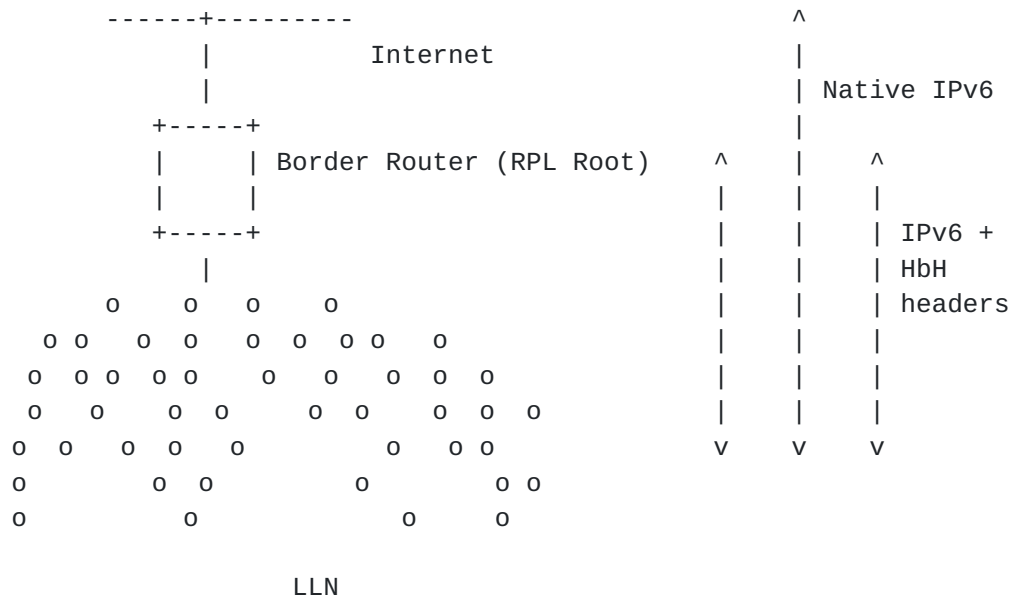 Internet
Native IPv6
Border Router (RPL Root)
IPv6 +
HbH
headers
LLN